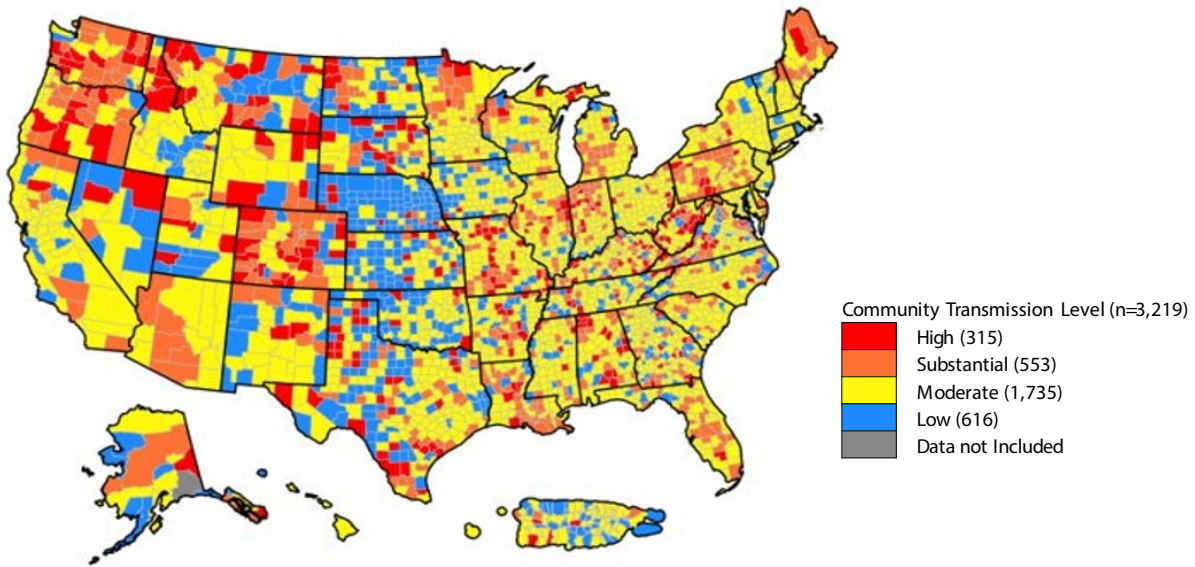 Community Transmission Level (n=3,219)
High (315)
Substantial (553)
Moderate (1,735)
Low (616)
Data not Included